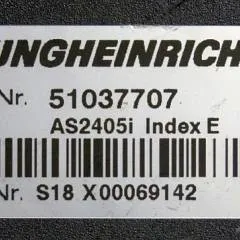 UNGHEINRICH
Nr. 51037707
AS2405i Index E
Nr. S18 X00069142